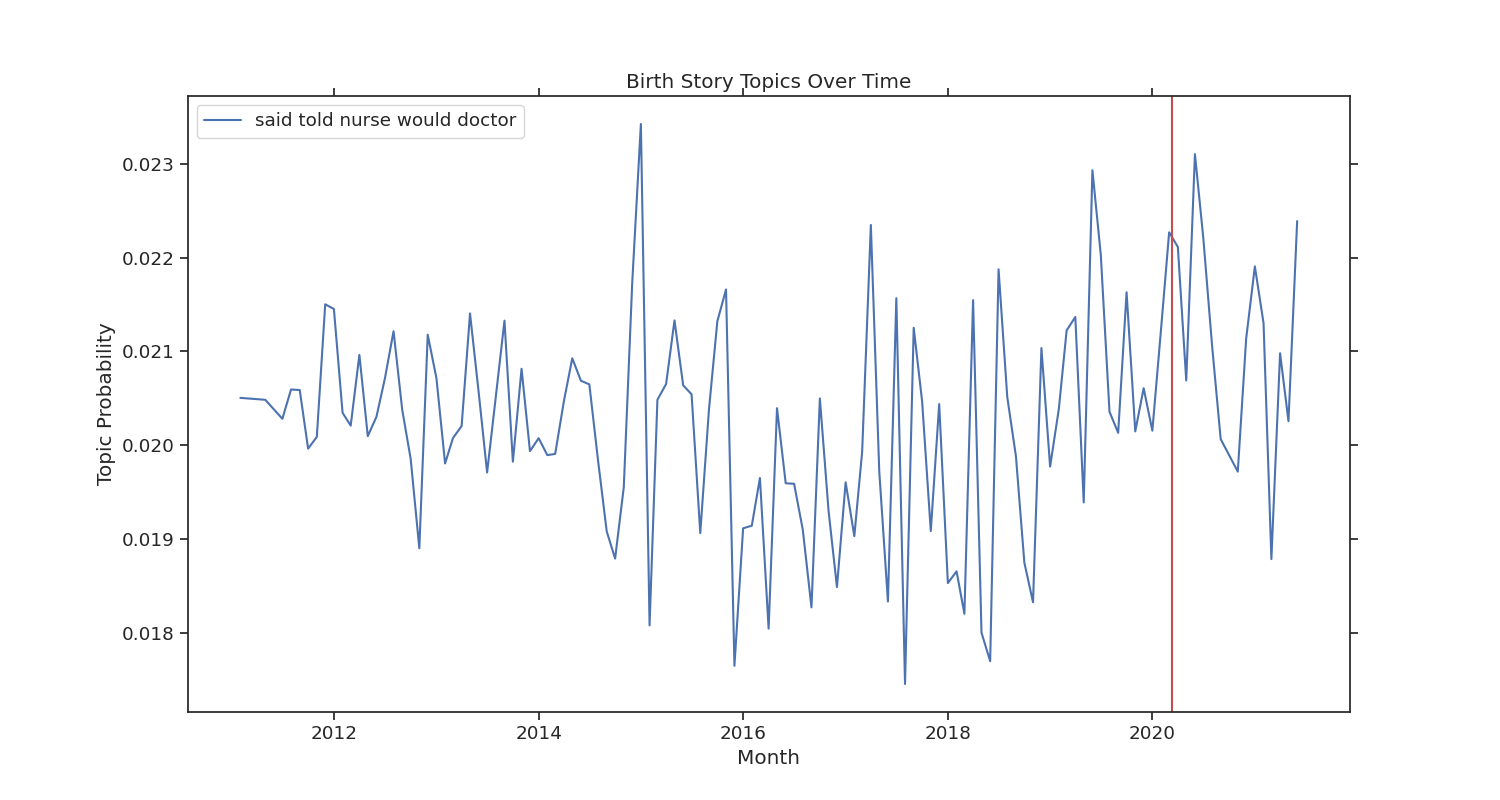 Birth Story Topics Over Time
said told nurse would doctor
0.023
0.022
0.021
0.020
0.019
0.018
Topic Probability
2012 2014 2016 2018 2020
Month